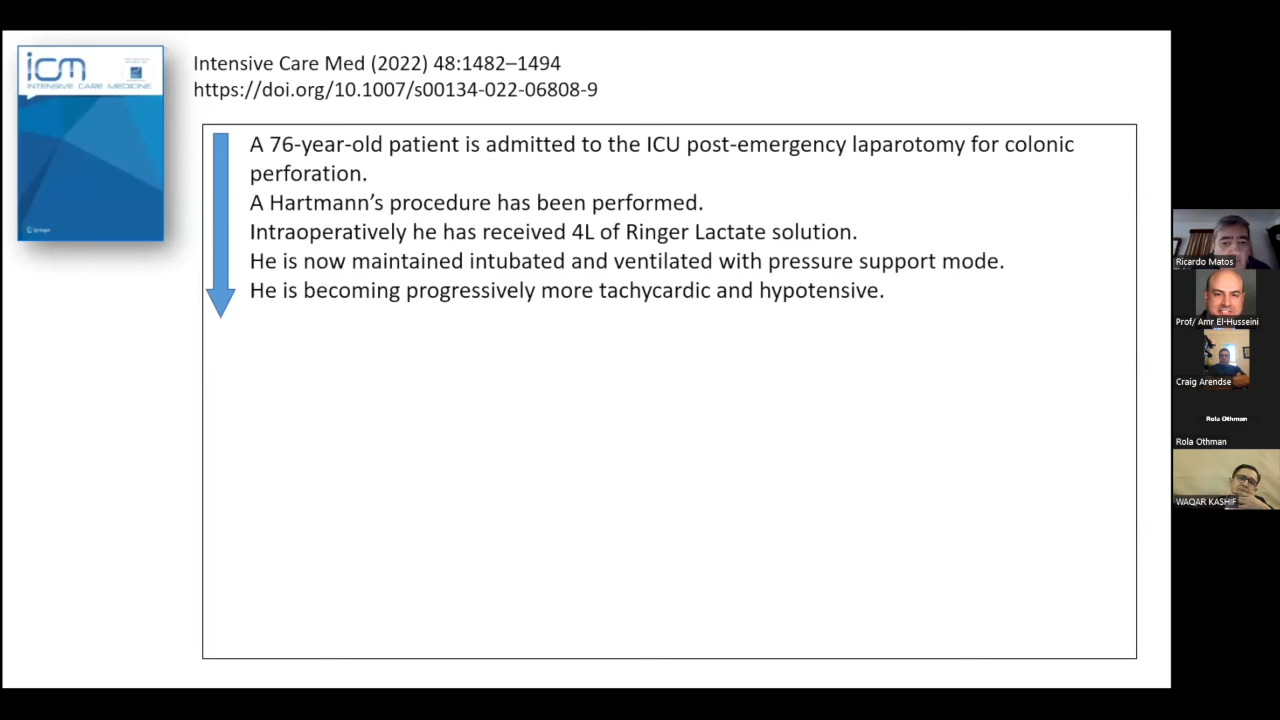 Intensive Care Med (2022) 48:1482–1494
https://doi.org/10.1007/s00134-022-06808-9
icm
INTENSIVE CARE MEDICINE
Springer
A 76-year-old patient is admitted to the ICU post-emergency laparotomy for colonic
perforation.
A Hartmann’s procedure has been performed.
Intraoperatively he has received 4L of Ringer Lactate solution.
He is now maintained intubated and ventilated with pressure support mode.
He is becoming progressively more tachycardic and hypotensive.
Ricardo Matos
Prof/ Amr El-Husseini
Craig Arendse
Rola Othman
Rola Othman
WAQAR KASHIF